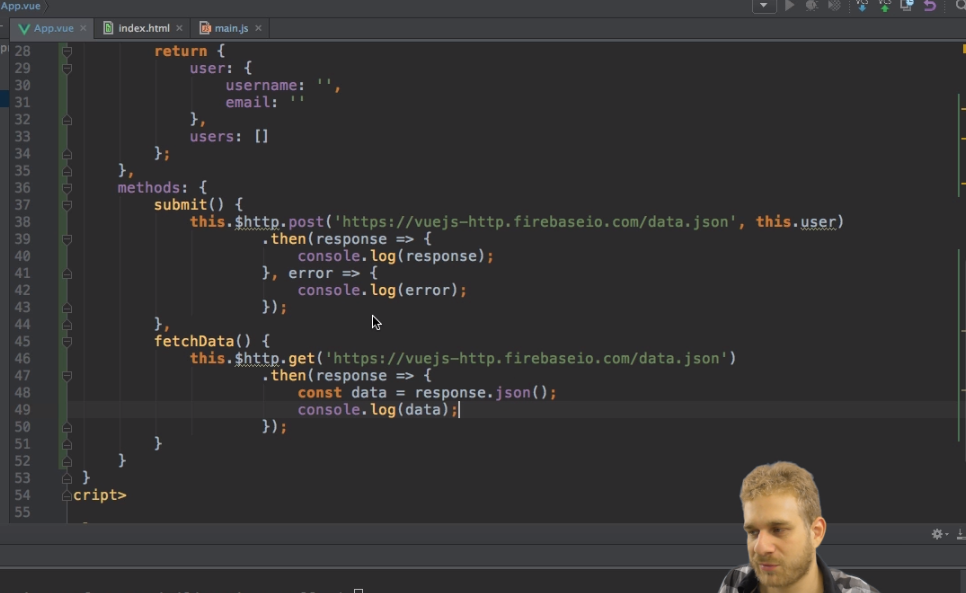 App.vue
App.vue index.html main.js
28 return {
29 user: {
30 username: '',
31 email: ''
32 },
33 users: []
34 };
35 },
36 methods: {
37 submit() {
38 this.$http.post('https://vuejs-http.firebaseio.com/data.json', this.user)
39 .then(response => {
40 console.log(response);
41 }, error => {
42 console.log(error);
43 });
44 },
45 fetchData() {
46 this.$http.get('https://vuejs-http.firebaseio.com/data.json')
47 .then(response => {
48 const data = response.json();
49 console.log(data);
50 });
51 }
52 }
53 }
54 cript>
55